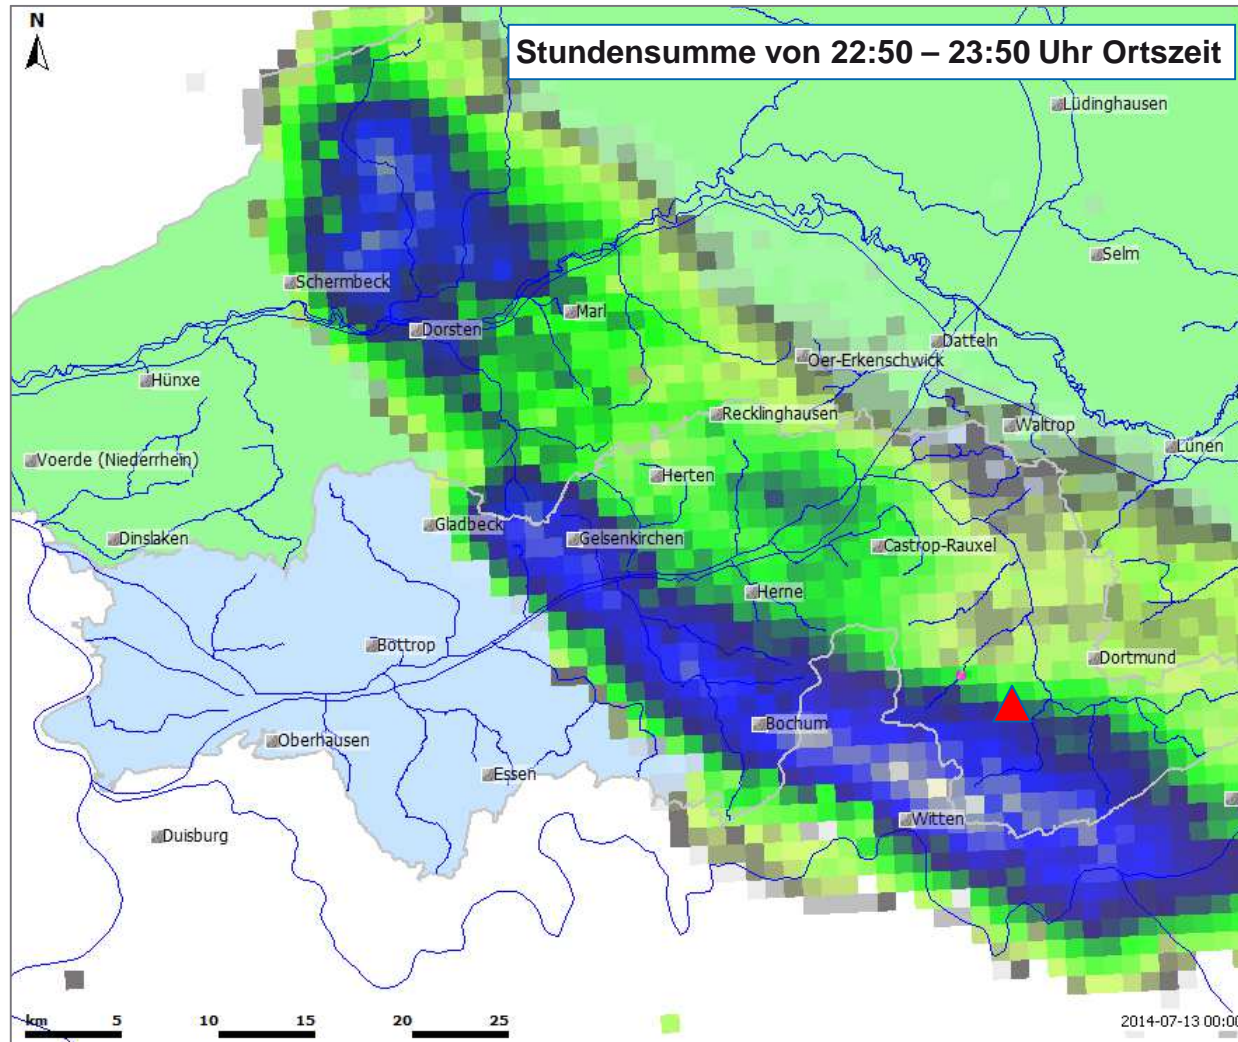 N
Stundensumme von 22:50 – 23:50 Uhr Ortszeit
Lüdinghausen
Selm
Schermbeck
Marl
Dorsten
Datteln
Oer-Erkenschwick
Hünxe
Recklinghausen
Waltrop
Lünen
Voerde (Niederrhein)
Herten
Gladbeck
Dinslaken
Gelsenkirchen
Castrop-Rauxel
Herne
Bottrop
Dortmund
Bochum
Oberhausen
Essen
Witten
Duisburg
km 5 10 15 20 25
2014-07-13 00:00